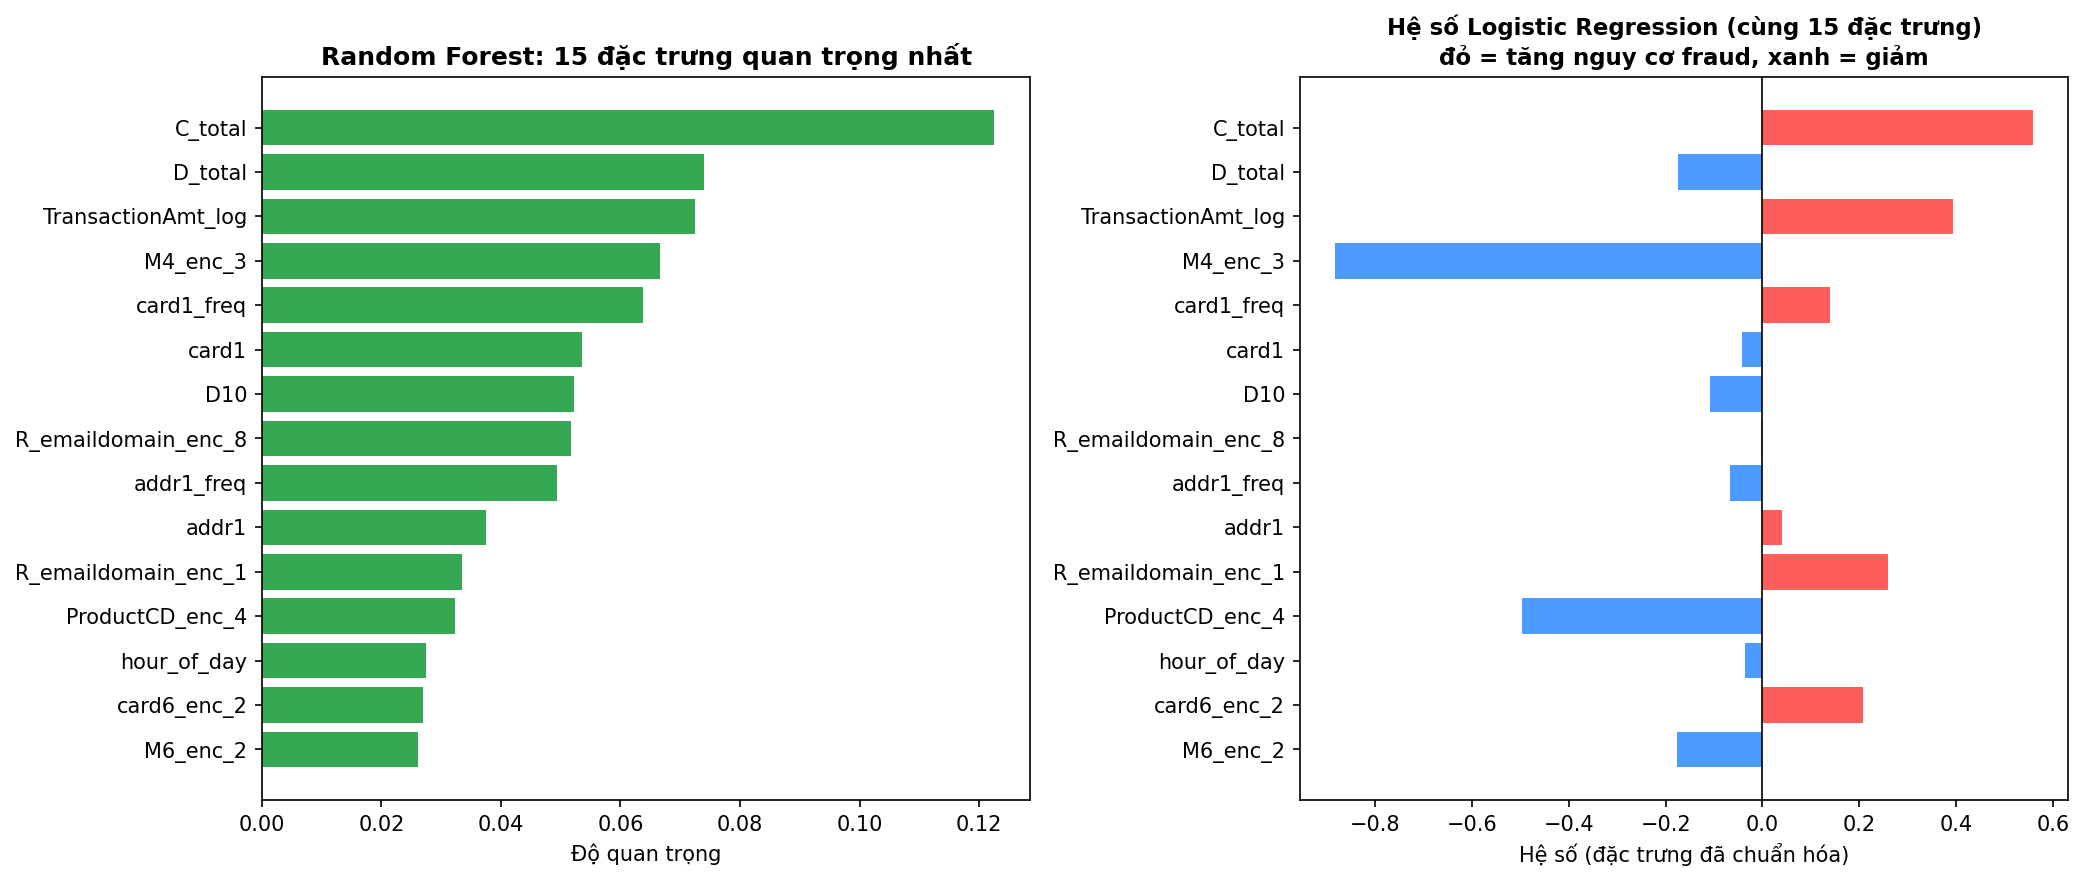 Random Forest: 15 đặc trưng quan trọng nhất
C_total
D_total
TransactionAmt_log
M4_enc_3
card1_freq
card1
D10
R_emaildomain_enc_8
addr1_freq
addr1
R_emaildomain_enc_1
ProductCD_enc_4
hour_of_day
card6_enc_2
M6_enc_2
0.00 0.02 0.04 0.06 0.08 0.10 0.12
Độ quan trọng
Hệ số Logistic Regression (cùng 15 đặc trưng)
đỏ = tăng nguy cơ fraud, xanh = giảm
C_total
D_total
TransactionAmt_log
M4_enc_3
card1_freq
card1
D10
R_emaildomain_enc_8
addr1_freq
addr1
R_emaildomain_enc_1
ProductCD_enc_4
hour_of_day
card6_enc_2
M6_enc_2
−0.8 −0.6 −0.4 −0.2 0.0 0.2 0.4 0.6
Hệ số (đặc trưng đã chuẩn hóa)